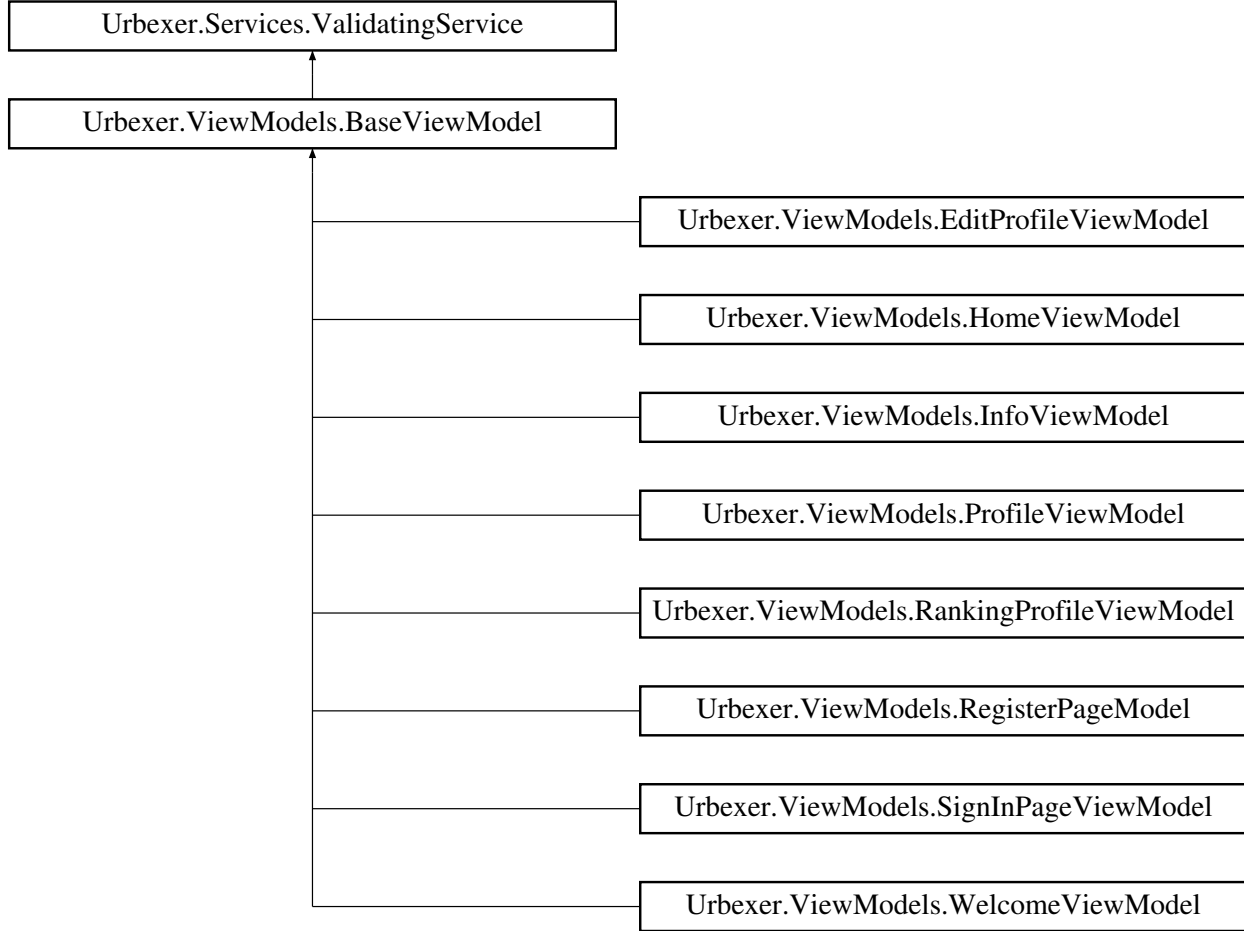 Urbexer.Services.ValidatingService
Urbexer.ViewModels.BaseViewModel
Urbexer.ViewModels.EditProfileViewModel
Urbexer.ViewModels.HomeViewModel
Urbexer.ViewModels.InfoViewModel
Urbexer.ViewModels.ProfileViewModel
Urbexer.ViewModels.RankingProfileViewModel
Urbexer.ViewModels.RegisterPageModel
Urbexer.ViewModels.SignInPageViewModel
Urbexer.ViewModels.WelcomeViewModel